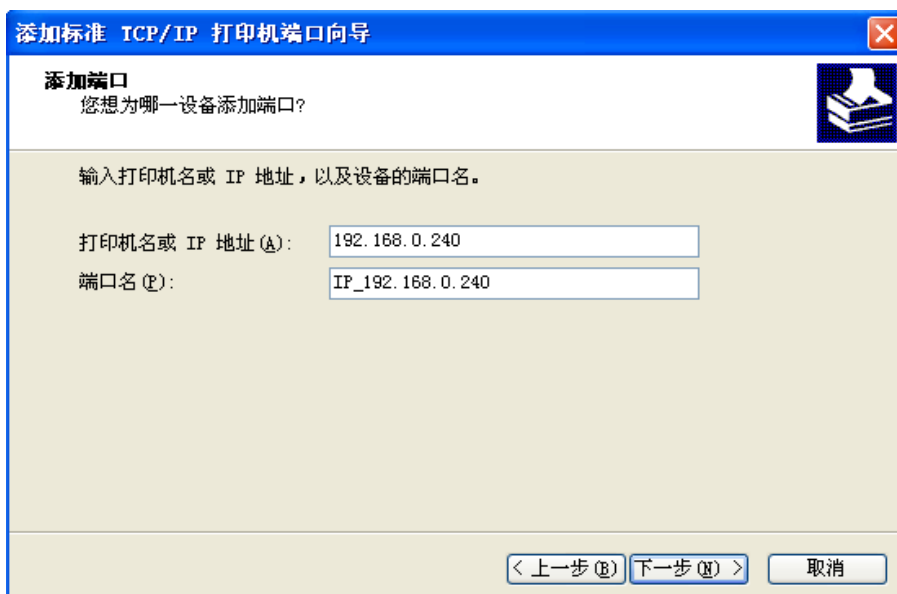 添加标准 TCP/IP 打印机端口向导
添加端口
您想为哪一设备添加端口?
输入打印机名或 IP 地址，以及设备的端口名。
打印机名或 IP 地址(A): 192.168.0.240
端口名(P): IP_192.168.0.240
< 上一步(B) 下一步(N) > 取消